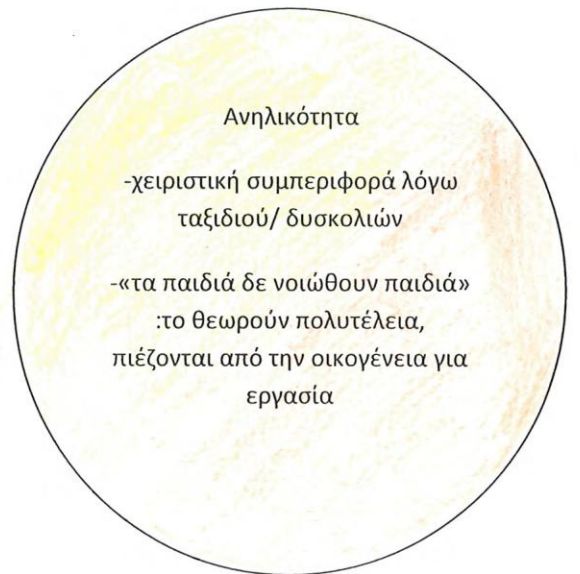 Ανηλικότητα
-χειριστική συμπεριφορά λόγω
ταξιδιού/ δυσκολιών
-«τα παιδιά δε νοιώθουν παιδιά»
:το θεωρούν πολυτέλεια,
πιέζονται από την οικογένεια για
εργασία